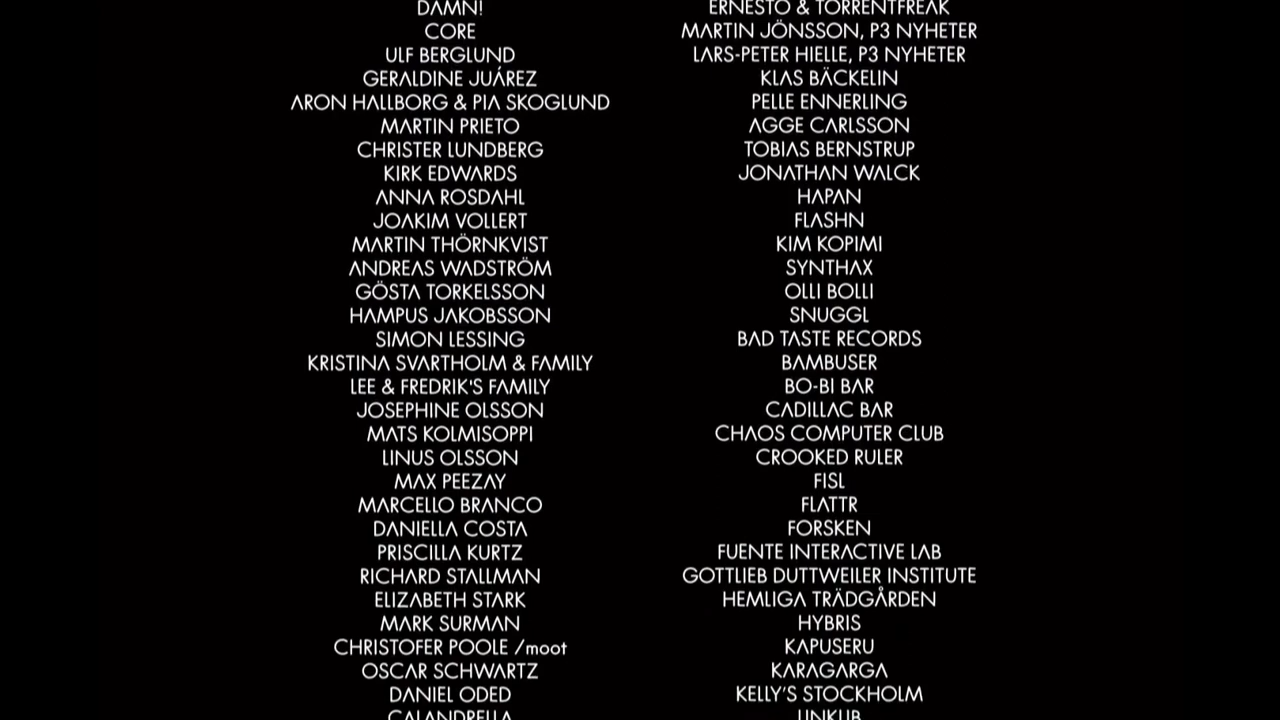 DAMN!
CORE
ULF BERGLUND
GERALDINE JUÁREZ
ARON HALLBORG & PIA SKOGLUND
MARTIN PRIETO
CHRISTER LUNDBERG
KIRK EDWARDS
ANNA ROSDAHL
JOAKIM VOLLERT
MARTIN THÖRNKVIST
ANDREAS WADSTRÖM
GÖSTA TORKELSSON
HAMPUS JAKOBSSON
SIMON LESSING
KRISTINA SVARTHOLM & FAMILY
LEE & FREDRIK'S FAMILY
JOSEPHINE OLSSON
MATS KOLMISOPPI
LINUS OLSSON
MAX PEEZAY
MARCELLO BRANCO
DANIELLA COSTA
PRISCILLA KURTZ
RICHARD STALLMAN
ELIZABETH STARK
MARK SURMAN
CHRISTOFER POOLE /moot
OSCAR SCHWARTZ
DANIEL ODED
CALANDRELLA
ERNESTO & TORRENTFREAK
MARTIN JÖNSSON, P3 NYHETER
LARS-PETER HIELLE, P3 NYHETER
KLAS BÄCKELIN
PELLE ENNERLING
AGGE CARLSSON
TOBIAS BERNSTRUP
JONATHAN WALCK
HAPAN
FLASHN
KIM KOPIMI
SYNTHAX
OLLI BOLLI
SNUGGL
BAD TASTE RECORDS
BAMBUSER
BO-BI BAR
CADILLAC BAR
CHAOS COMPUTER CLUB
CROOKED RULER
FISL
FLATTR
FORSKEN
FUENTE INTERACTIVE LAB
GOTTLIEB DUTTWEILER INSTITUTE
HEMLIGA TRÄDGÅRDEN
HYBRIS
KAPUSERU
KARAGARGA
KELLY'S STOCKHOLM